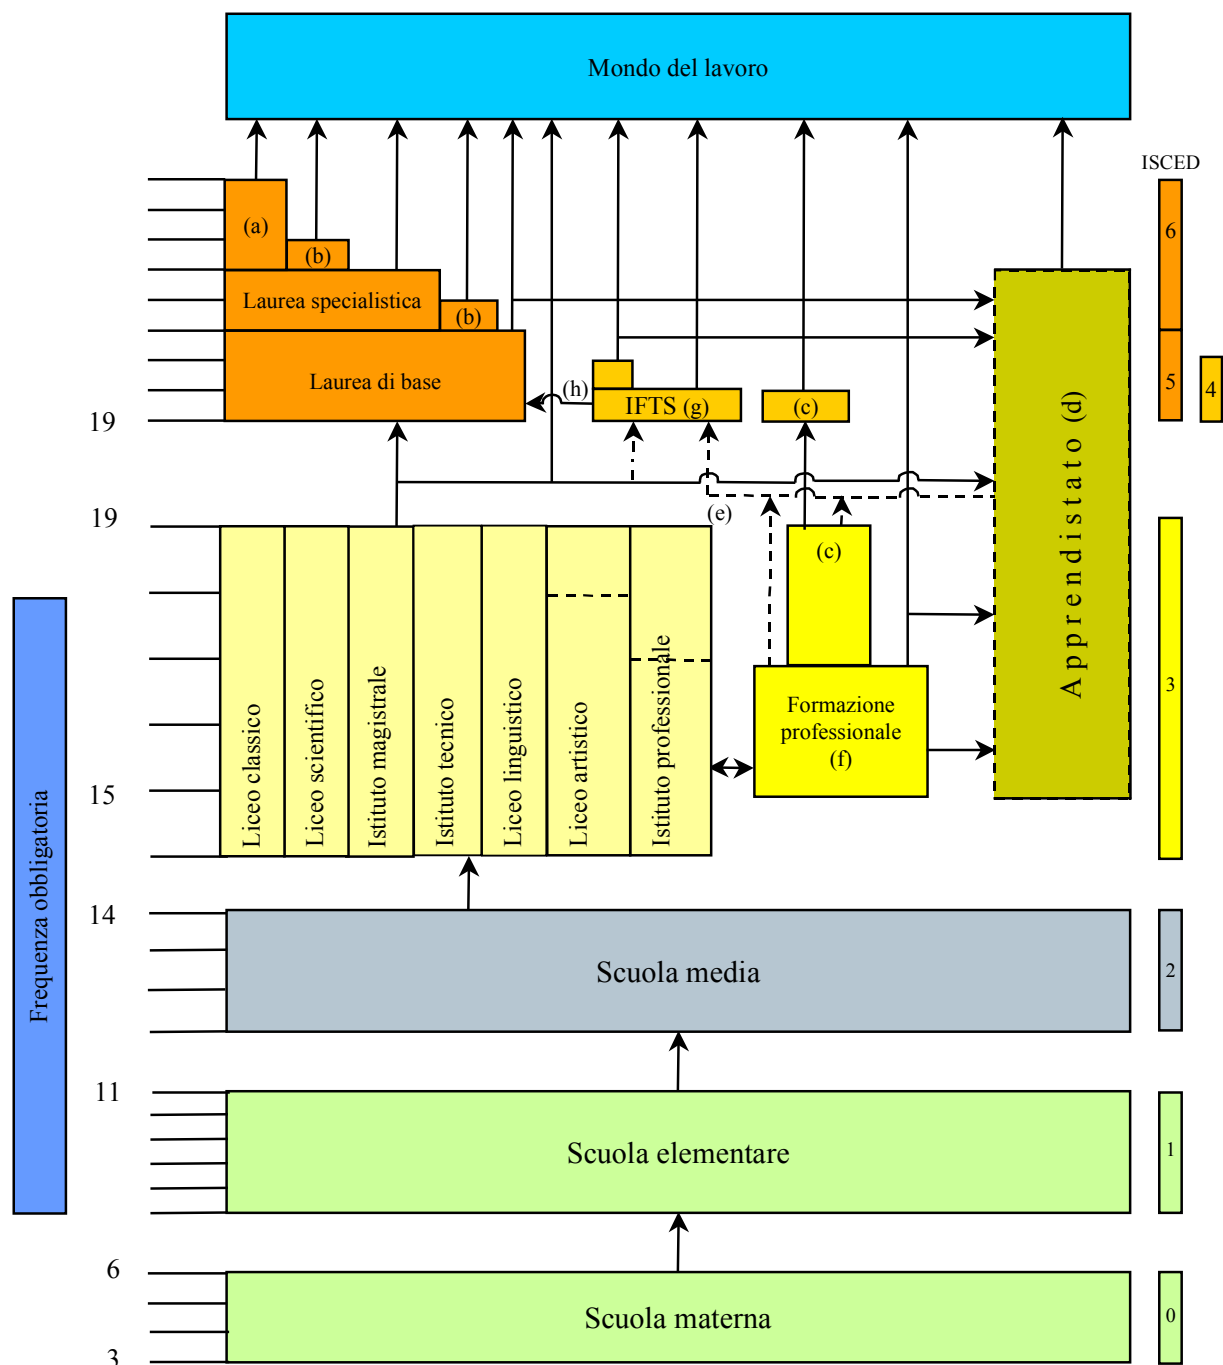 Mondo del lavoro
ISCED
(a)
6
(b)
Laurea specialistica
(b)
Laurea di base
(h)
5
4
IFTS (g)
(c)
19
Apprendistato (d)
19
(e)
(c)
3
Liceo classico
Liceo scientifico
Istituto magistrale
Istituto tecnico
Liceo linguistico
Liceo artistico
Istituto professionale
Formazione
professionale
(f)
15
Frequenza obbligatoria
14
Scuola media
2
11
Scuola elementare
1
6
Scuola materna
0
3